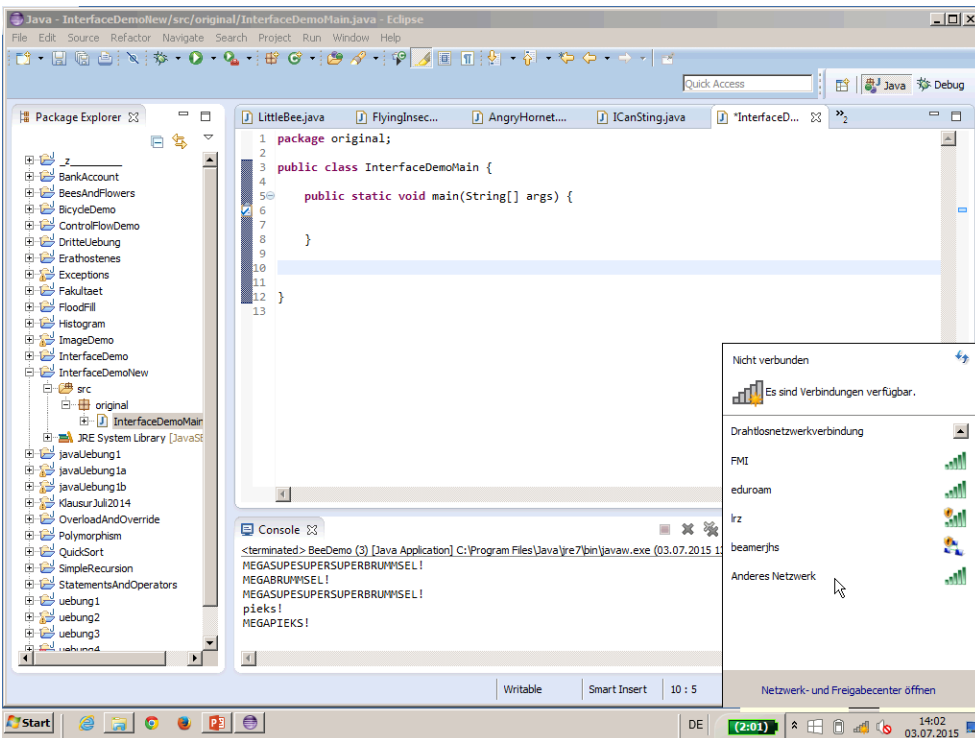 Java - InterfaceDemoNew/src/original/InterfaceDemoMain.java - Eclipse
File Edit Source Refactor Navigate Search Project Run Window Help
Quick Access
Java
Debug
Package Explorer
_z_________
BankAccount
BeesAndFlowers
BicycleDemo
ControlFlowDemo
DritteUebung
Erathostenes
Exceptions
Fakultaet
FloodFill
Histogram
ImageDemo
InterfaceDemo
InterfaceDemoNew
src
original
InterfaceDemoMain
JRE System Library [JavaSE
javaUebung1
javaUebung1a
javaUebung1b
KlausurJuli2014
OverloadAndOverride
Polymorphism
QuickSort
SimpleRecursion
StatementsAndOperators
uebung1
uebung2
uebung3
uebung4
LittleBee.java FlyingInsec... AngryHornet.... ICanSting.java *InterfaceD... »2
1 package original;
2
3 public class InterfaceDemoMain {
4
5 public static void main(String[] args) {
6
7
8 }
9
10
11
12 }
13
Console
<terminated> BeeDemo (3) [Java Application] C:\Program Files\Java\jre7\bin\javaw.exe (03.07.2015 1
MEGASUPESUPERSUPERBRUMMSEL!
MEGABRUMMSEL!
MEGASUPESUPERSUPERBRUMMSEL!
pieks!
MEGAPIEKS!
Writable Smart Insert 10 : 5
Nicht verbunden
Es sind Verbindungen verfügbar.
Drahtlosnetzwerkverbindung
FMI
eduroam
lrz
beamerjhs
Anderes Netzwerk
Netzwerk- und Freigabecenter öffnen
Start
DE
(2:01)
14:02
03.07.2015